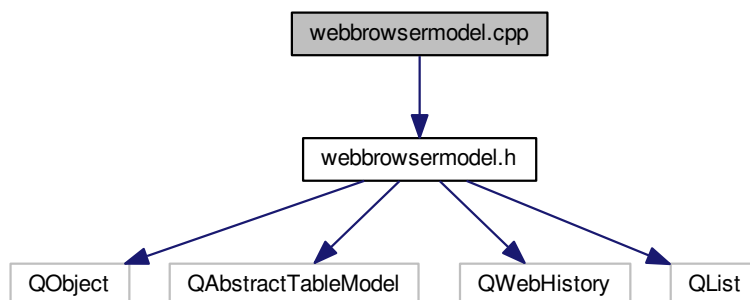 webbrowsermodel.cpp
webbrowsermodel.h
QObject
QAbstractTableModel
QWebHistory
QList